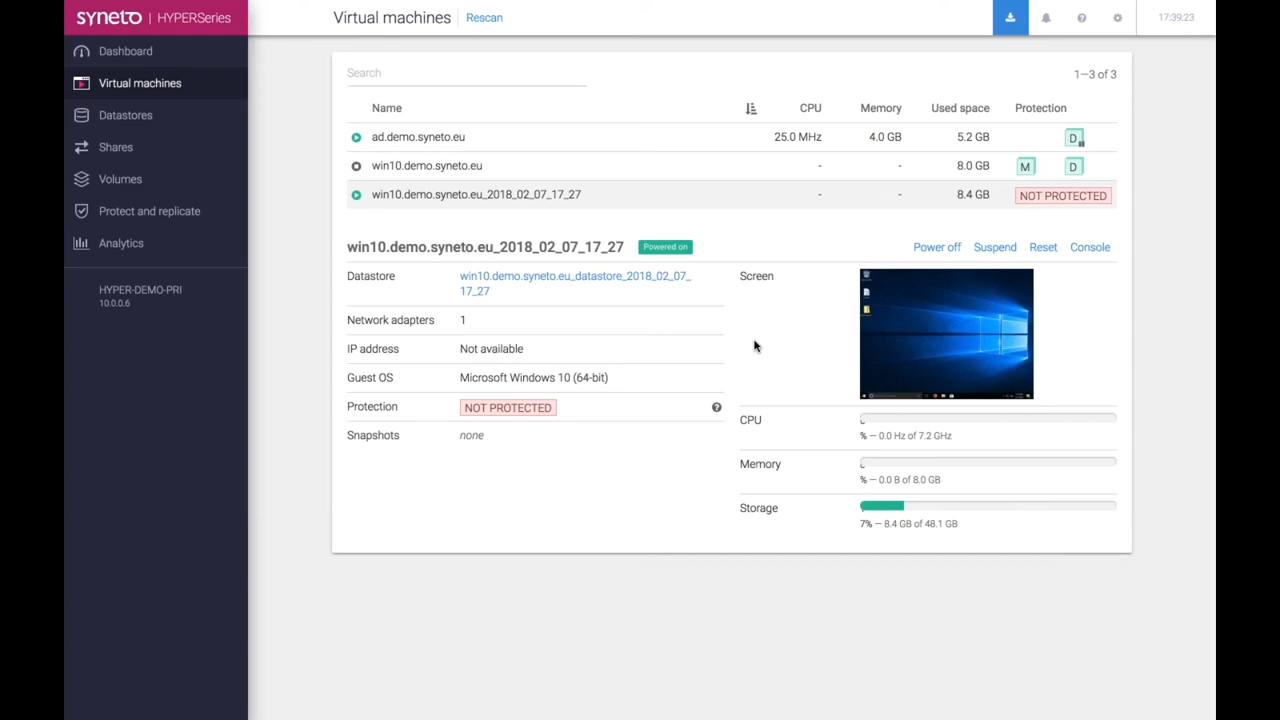 syneto | HYPERSeries
Virtual machines
Rescan
17:39:23
Dashboard
Virtual machines
Datastores
Shares
Volumes
Protect and replicate
Analytics
HYPER-DEMO-PRI
10.0.0.6
Search
1—3 of 3
Name CPU Memory Used space Protection
ad.demo.syneto.eu 25.0 MHz 4.0 GB 5.2 GB D
win10.demo.syneto.eu - - 8.0 GB M D
win10.demo.syneto.eu_2018_02_07_17_27 - - 8.4 GB NOT PROTECTED
win10.demo.syneto.eu_2018_02_07_17_27 Powered on
Power off Suspend Reset Console
Datastore win10.demo.syneto.eu_datastore_2018_02_07_
17_27
Network adapters 1
IP address Not available
Guest OS Microsoft Windows 10 (64-bit)
Protection NOT PROTECTED
Snapshots none
Screen
CPU
% — 0.0 Hz of 7.2 GHz
Memory
% — 0.0 B of 8.0 GB
Storage
7% — 8.4 GB of 48.1 GB